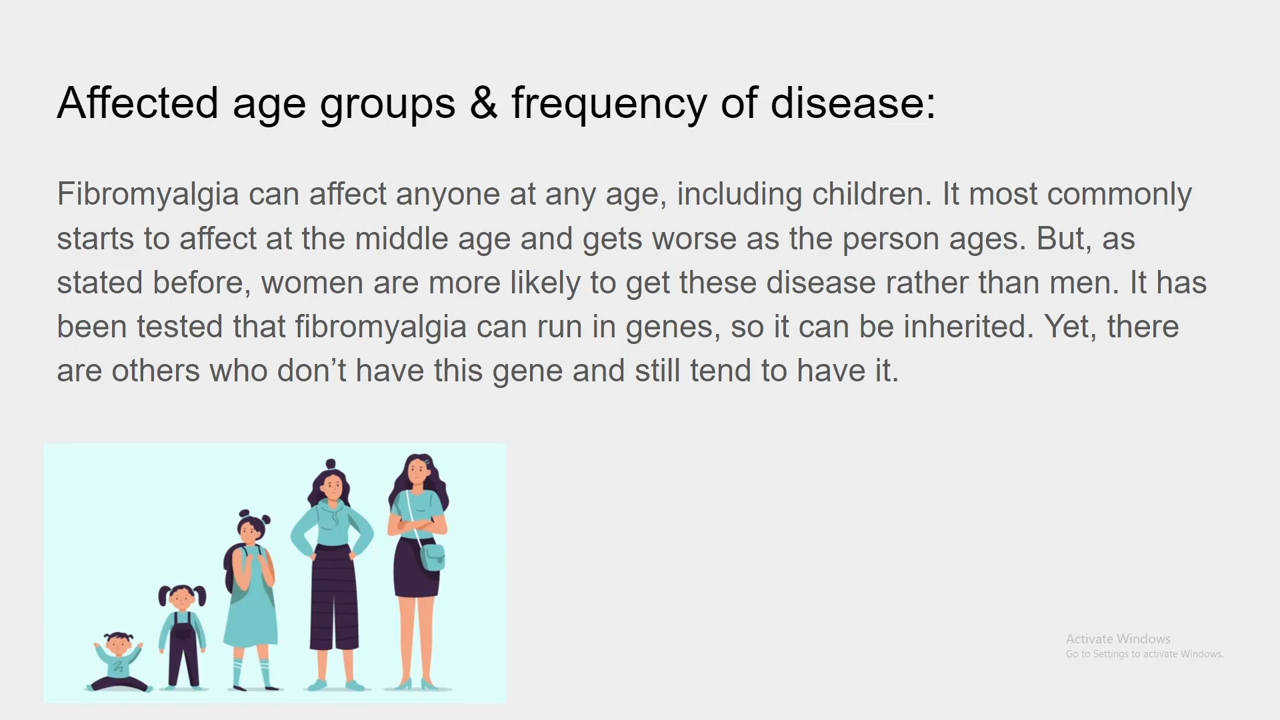 Affected age groups & frequency of disease:
Fibromyalgia can affect anyone at any age, including children. It most commonly
starts to affect at the middle age and gets worse as the person ages. But, as
stated before, women are more likely to get these disease rather than men. It has
been tested that fibromyalgia can run in genes, so it can be inherited. Yet, there
are others who don’t have this gene and still tend to have it.
Activate Windows
Go to Settings to activate Windows.